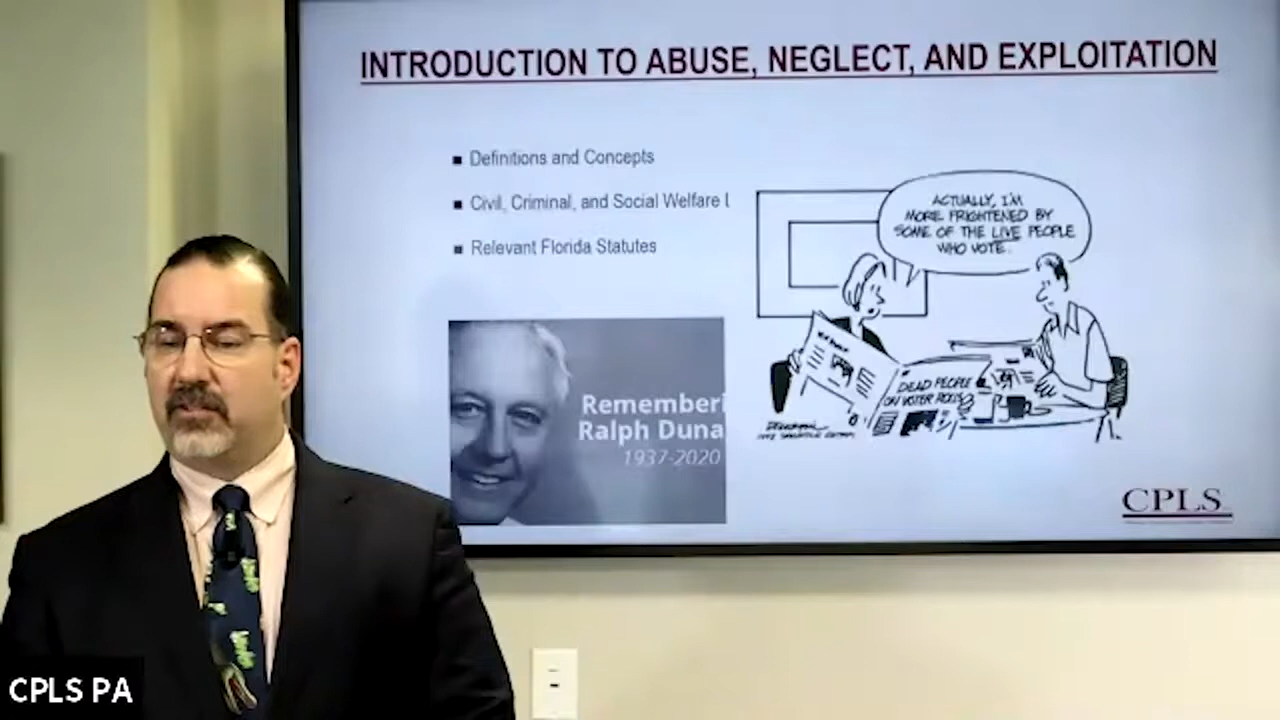 INTRODUCTION TO ABUSE, NEGLECT, AND EXPLOITATION
■ Definitions and Concepts
■ Civil, Criminal, and Social Welfare L
■ Relevant Florida Statutes
ACTUALLY, I'M
MORE FRIGHTENED BY
SOME OF THE LIVE PEOPLE
WHO VOTE.
DEAD PEOPLE
ON VOTER ROLLS
Rememberi
Ralph Duna
1937-2020
CPLS
CPLS PA